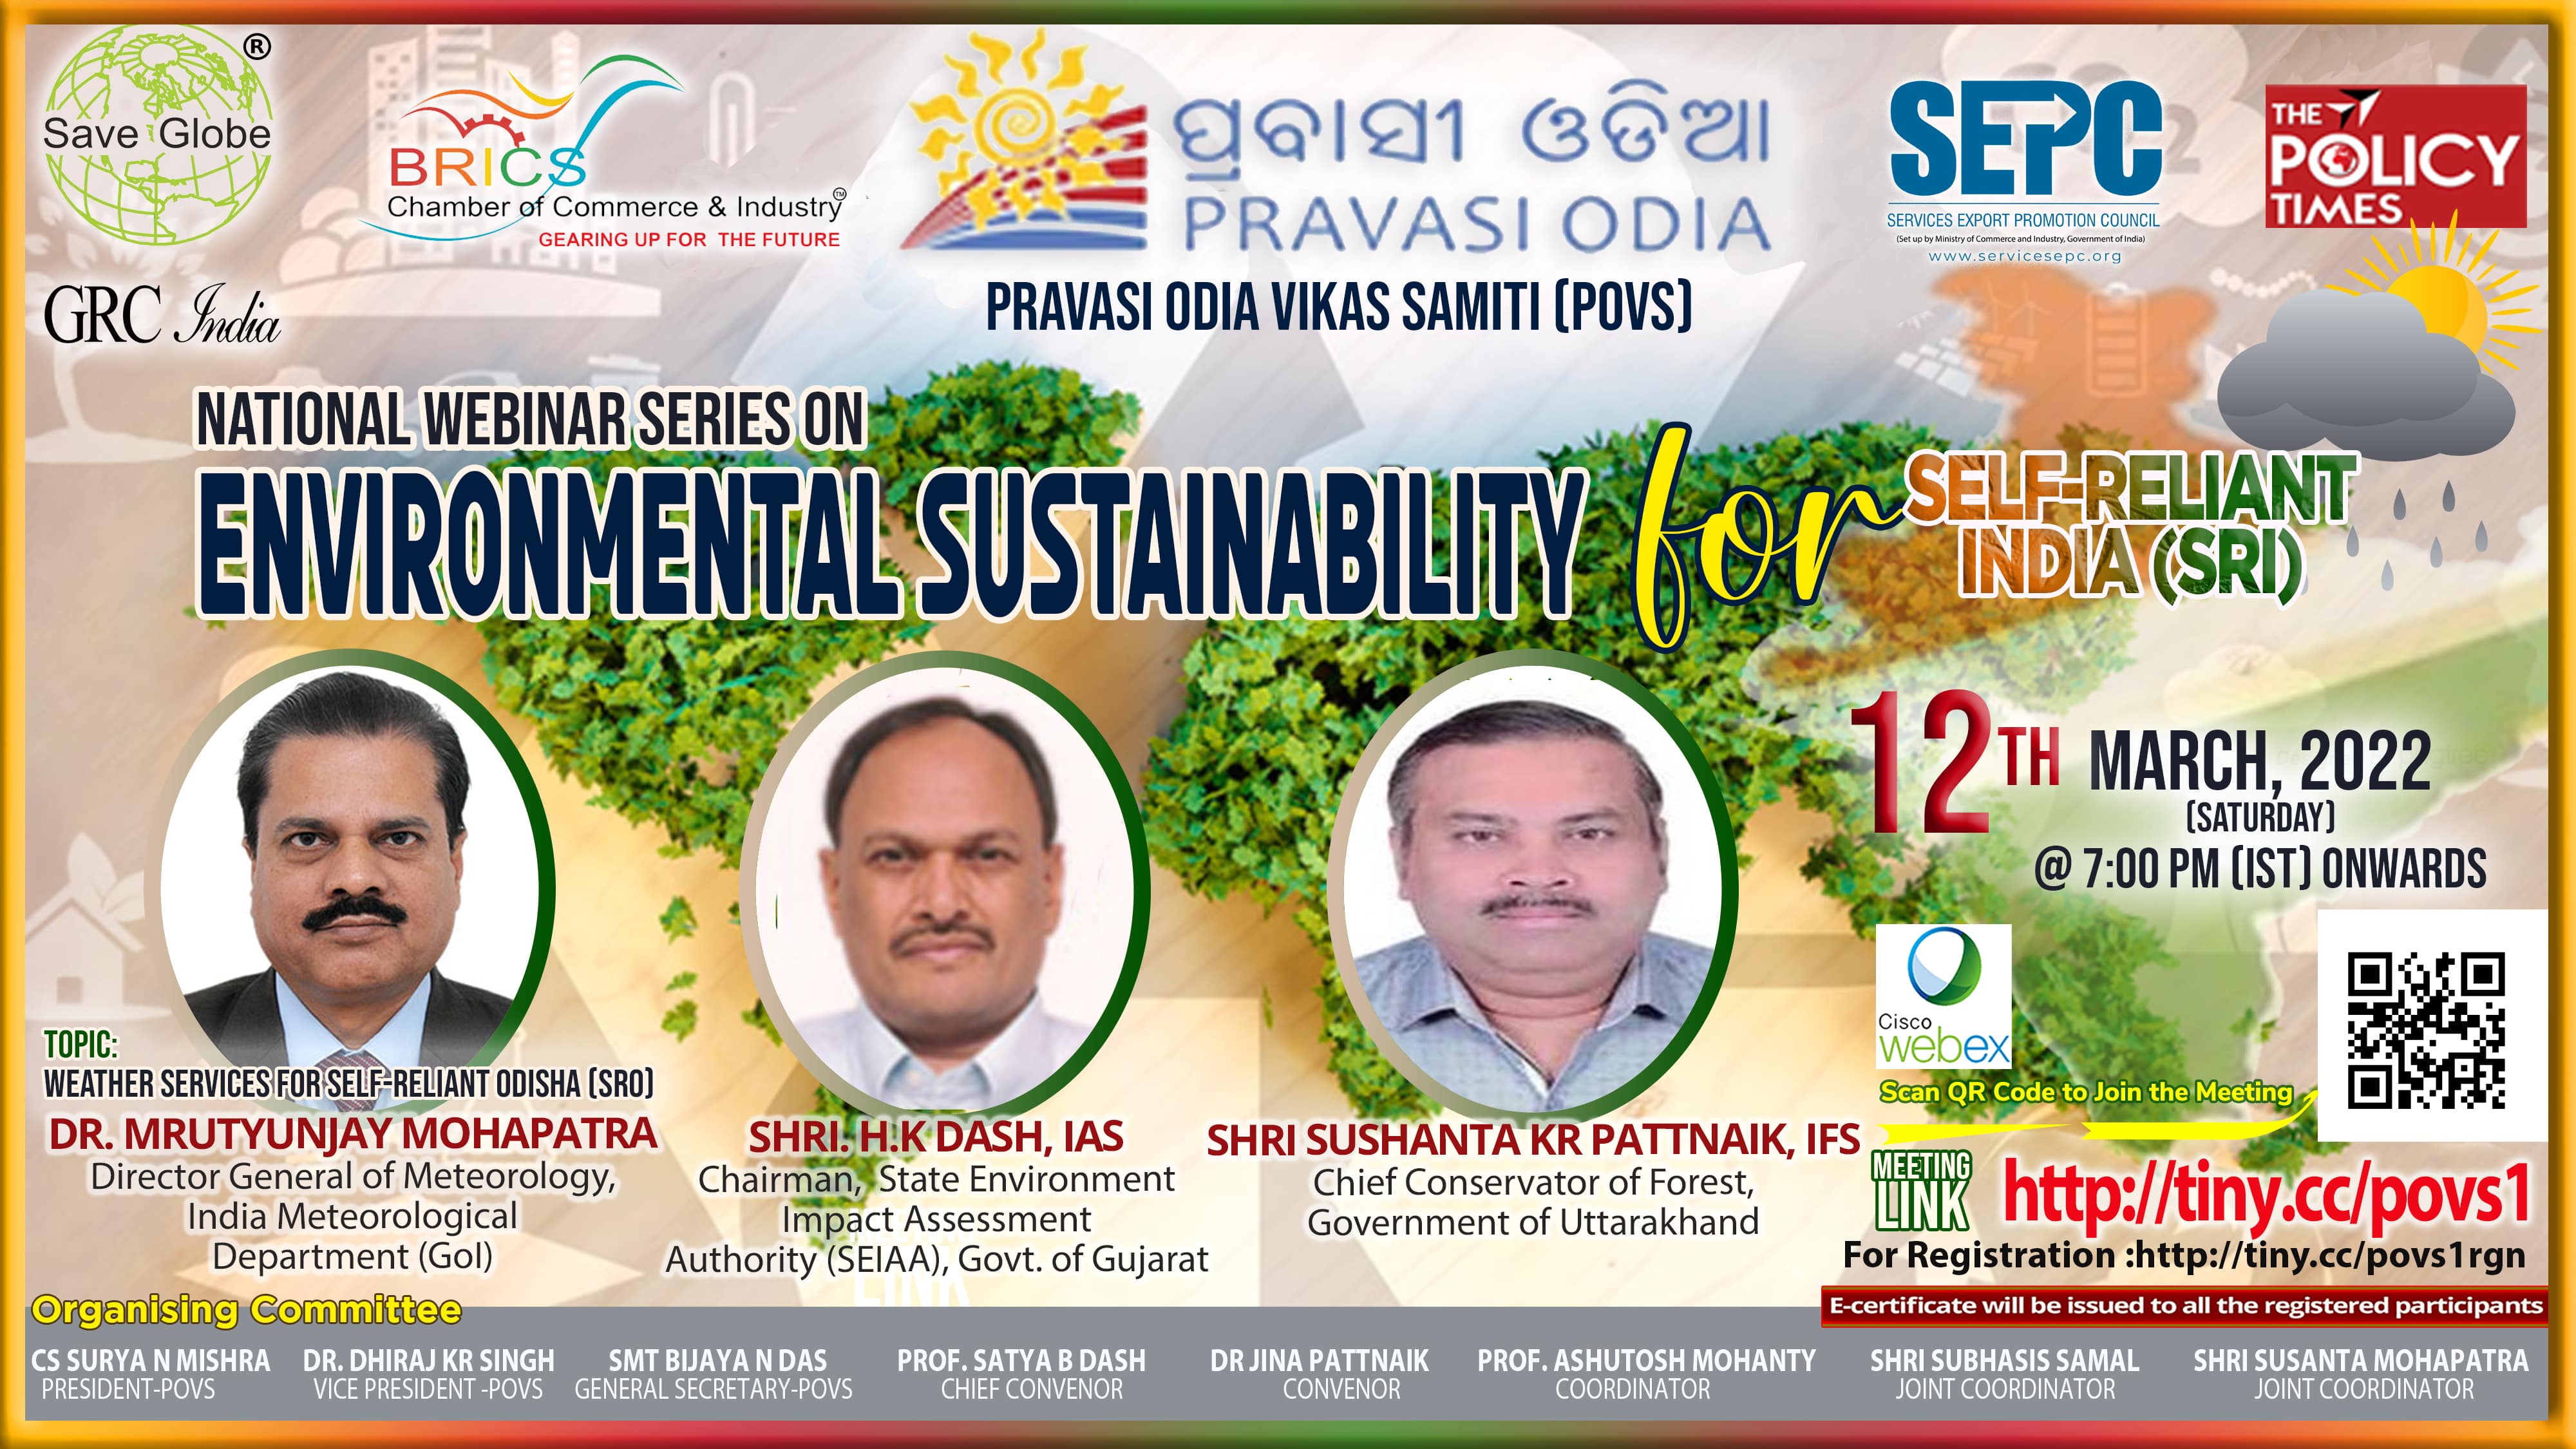 Save Globe
®
BRICS
Chamber of Commerce & Industry
TM
GEARING UP FOR THE FUTURE
GRC India
ପ୍ରବାସୀ ଓଡିଆ
PRAVASI ODIA
PRAVASI ODIA VIKAS SAMITI (POVS)
SEPC
SERVICES EXPORT PROMOTION COUNCIL
(Set up by Ministry of Commerce and Industry, Government of India)
www.servicesepc.org
THE
POLICY
TIMES
NATIONAL WEBINAR SERIES ON
ENVIRONMENTAL SUSTAINABILITY for
SELF-RELIANT
INDIA (SRI)
12TH MARCH, 2022
(SATURDAY)
@ 7:00 PM (IST) ONWARDS
Cisco
webex
Scan QR Code to Join the Meeting
MEETING
LINK
http://tiny.cc/povs1
For Registration :http://tiny.cc/povs1rgn
E-certificate will be issued to all the registered participants
TOPIC:
WEATHER SERVICES FOR SELF-RELIANT ODISHA (SRO)
DR. MRUTYUNJAY MOHAPATRA
Director General of Meteorology,
India Meteorological
Department (GoI)
SHRI. H.K DASH, IAS
Chairman, State Environment
Impact Assessment
Authority (SEIAA), Govt. of Gujarat
SHRI SUSHANTA KR PATTNAIK, IFS
Chief Conservator of Forest,
Government of Uttarakhand
Organising Committee
CS SURYA N MISHRA
PRESIDENT-POVS
DR. DHIRAJ KR SINGH
VICE PRESIDENT -POVS
SMT BIJAYA N DAS
GENERAL SECRETARY-POVS
PROF. SATYA B DASH
CHIEF CONVENOR
DR JINA PATTNAIK
CONVENOR
PROF. ASHUTOSH MOHANTY
COORDINATOR
SHRI SUBHASIS SAMAL
JOINT COORDINATOR
SHRI SUSANTA MOHAPATRA
JOINT COORDINATOR